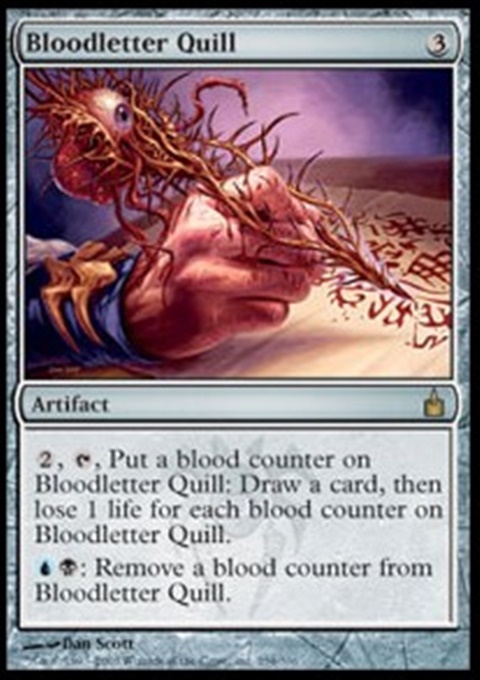 Bloodletter Quill 3
Artifact
2, , Put a blood counter on
Bloodletter Quill: Draw a card, then
lose 1 life for each blood counter on
Bloodletter Quill.
: Remove a blood counter from
Bloodletter Quill.
Dan Scott